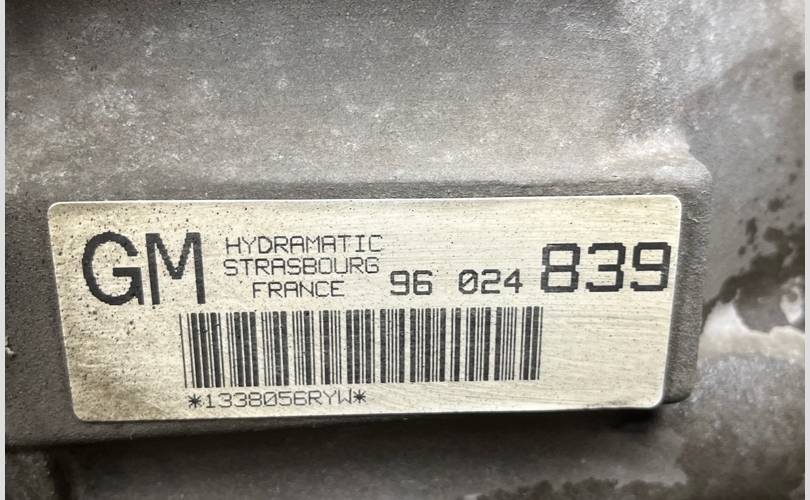 GM
HYDRAMATIC
STRASBOURG
FRANCE
96 024 839
*1338056RYW*